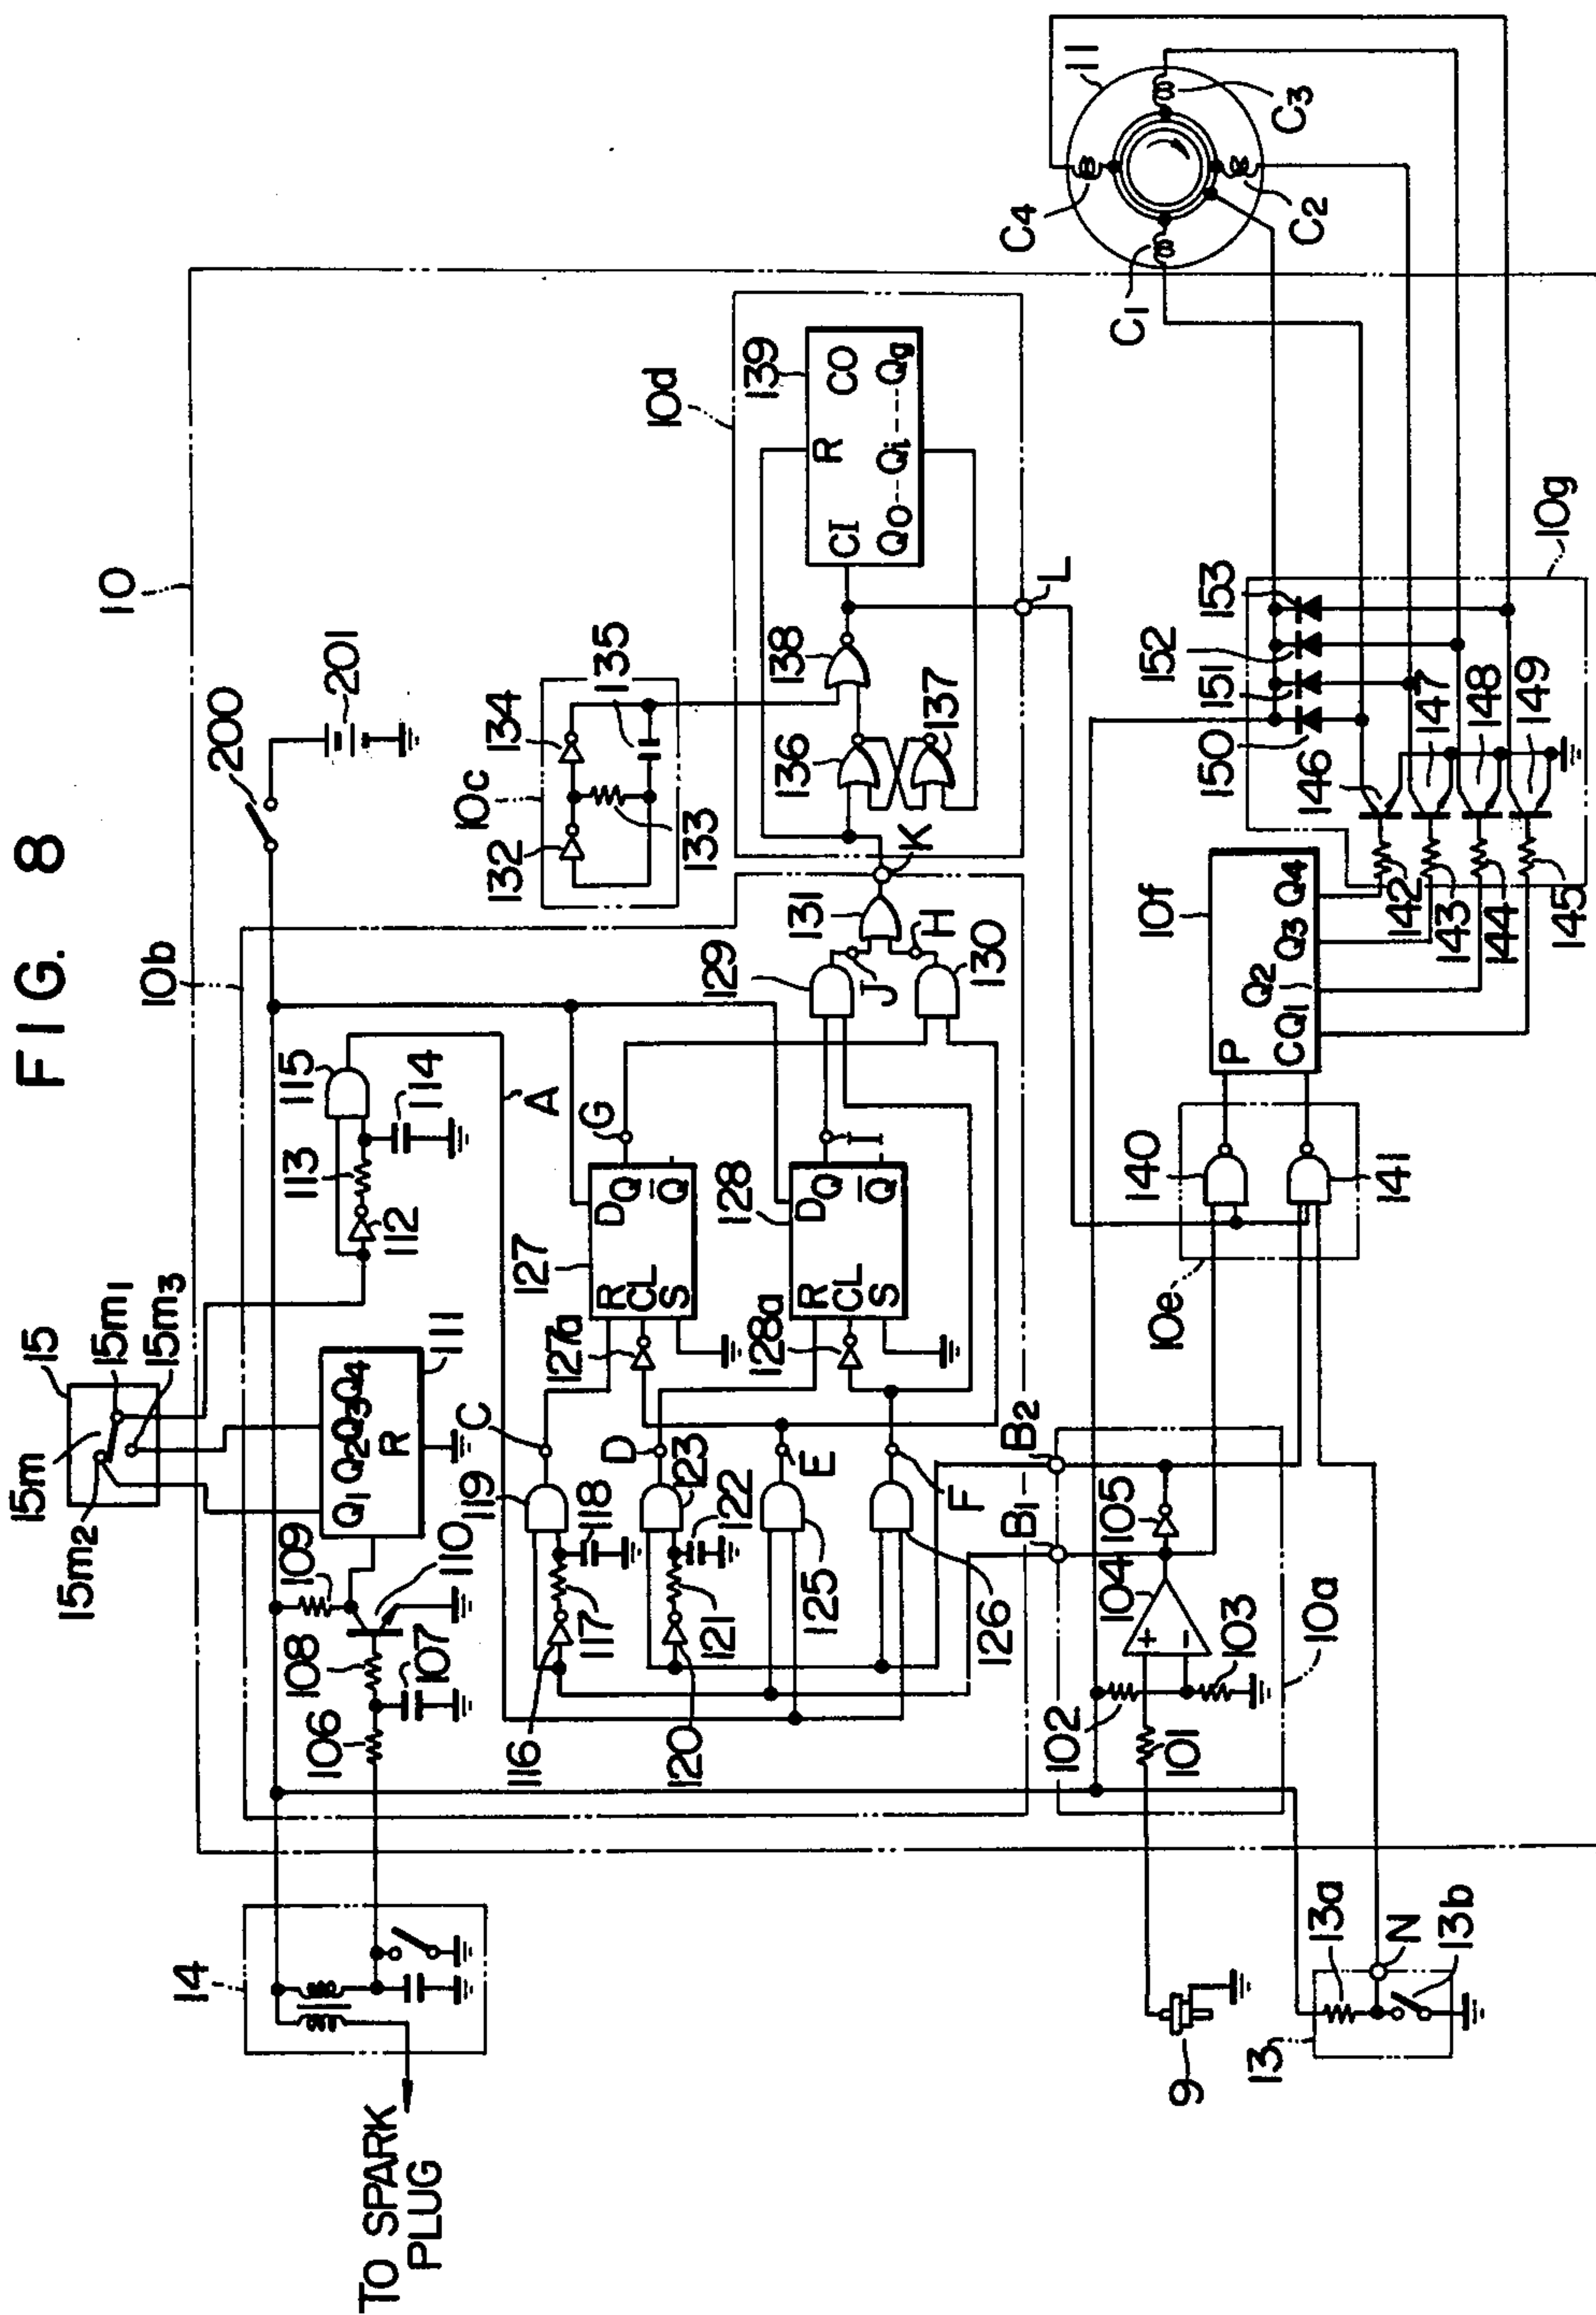 FIG. 8
10
200
201
10b
15
15m
15m1
15m2
15m3
14
TO SPARK
PLUG
106
107
108
109
110
111
Q1 Q2 Q3 Q4
R
112
113
114
115
A
116
117
118
119
C
120
121
122
123
D
125
E
126
F
127
127a
R
CL
S
D
Q
Q̅
G
128
128a
R
CL
S
D
Q
Q̅
I
129
J
130
H
131
K
10c
132
133
134
135
10d
136
137
138
139
CI
R
CO
Q0---Qi---Qg
L
B1
B2
10a
101
102
103
104
+
−
105
9
13
13a
13b
N
10e
140
141
10f
P
C
Q1
Q2
Q3
Q4
10g
142
143
144
145
146
147
148
149
150
151
152
153
11
C1
C2
C3
C4